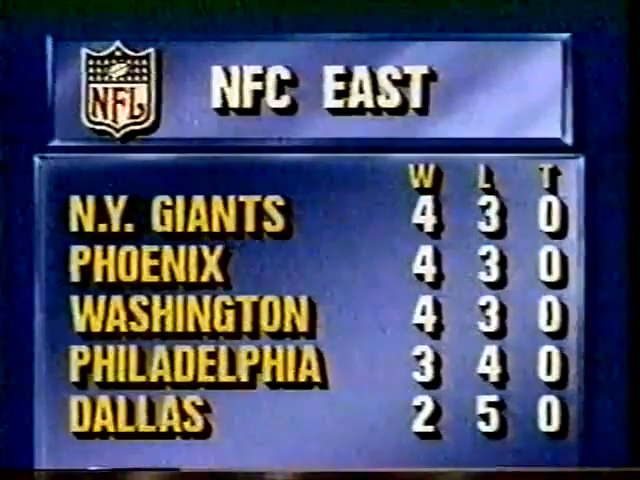 NFL NFC EAST
W L T
N.Y. GIANTS 4 3 0
PHOENIX 4 3 0
WASHINGTON 4 3 0
PHILADELPHIA 3 4 0
DALLAS 2 5 0